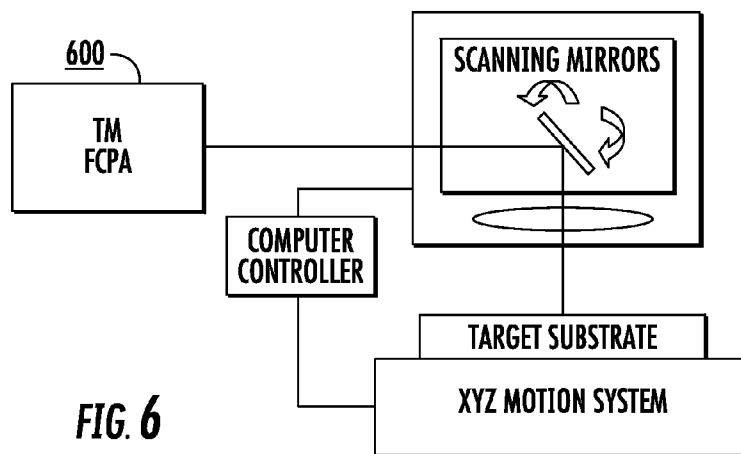 600
TM
FCPA
SCANNING MIRRORS
COMPUTER
CONTROLLER
TARGET SUBSTRATE
XYZ MOTION SYSTEM
FIG. 6